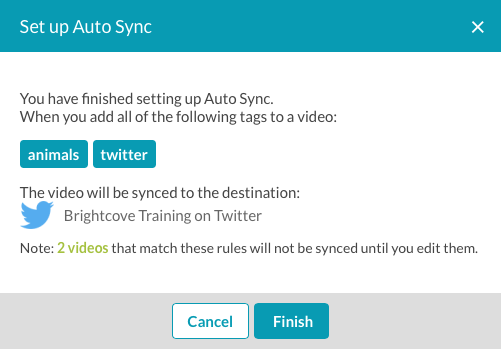 Set up Auto Sync
You have finished setting up Auto Sync.
When you add all of the following tags to a video:
animals twitter
The video will be synced to the destination:
Brightcove Training on Twitter
Note: 2 videos that match these rules will not be synced until you edit them.
Cancel Finish